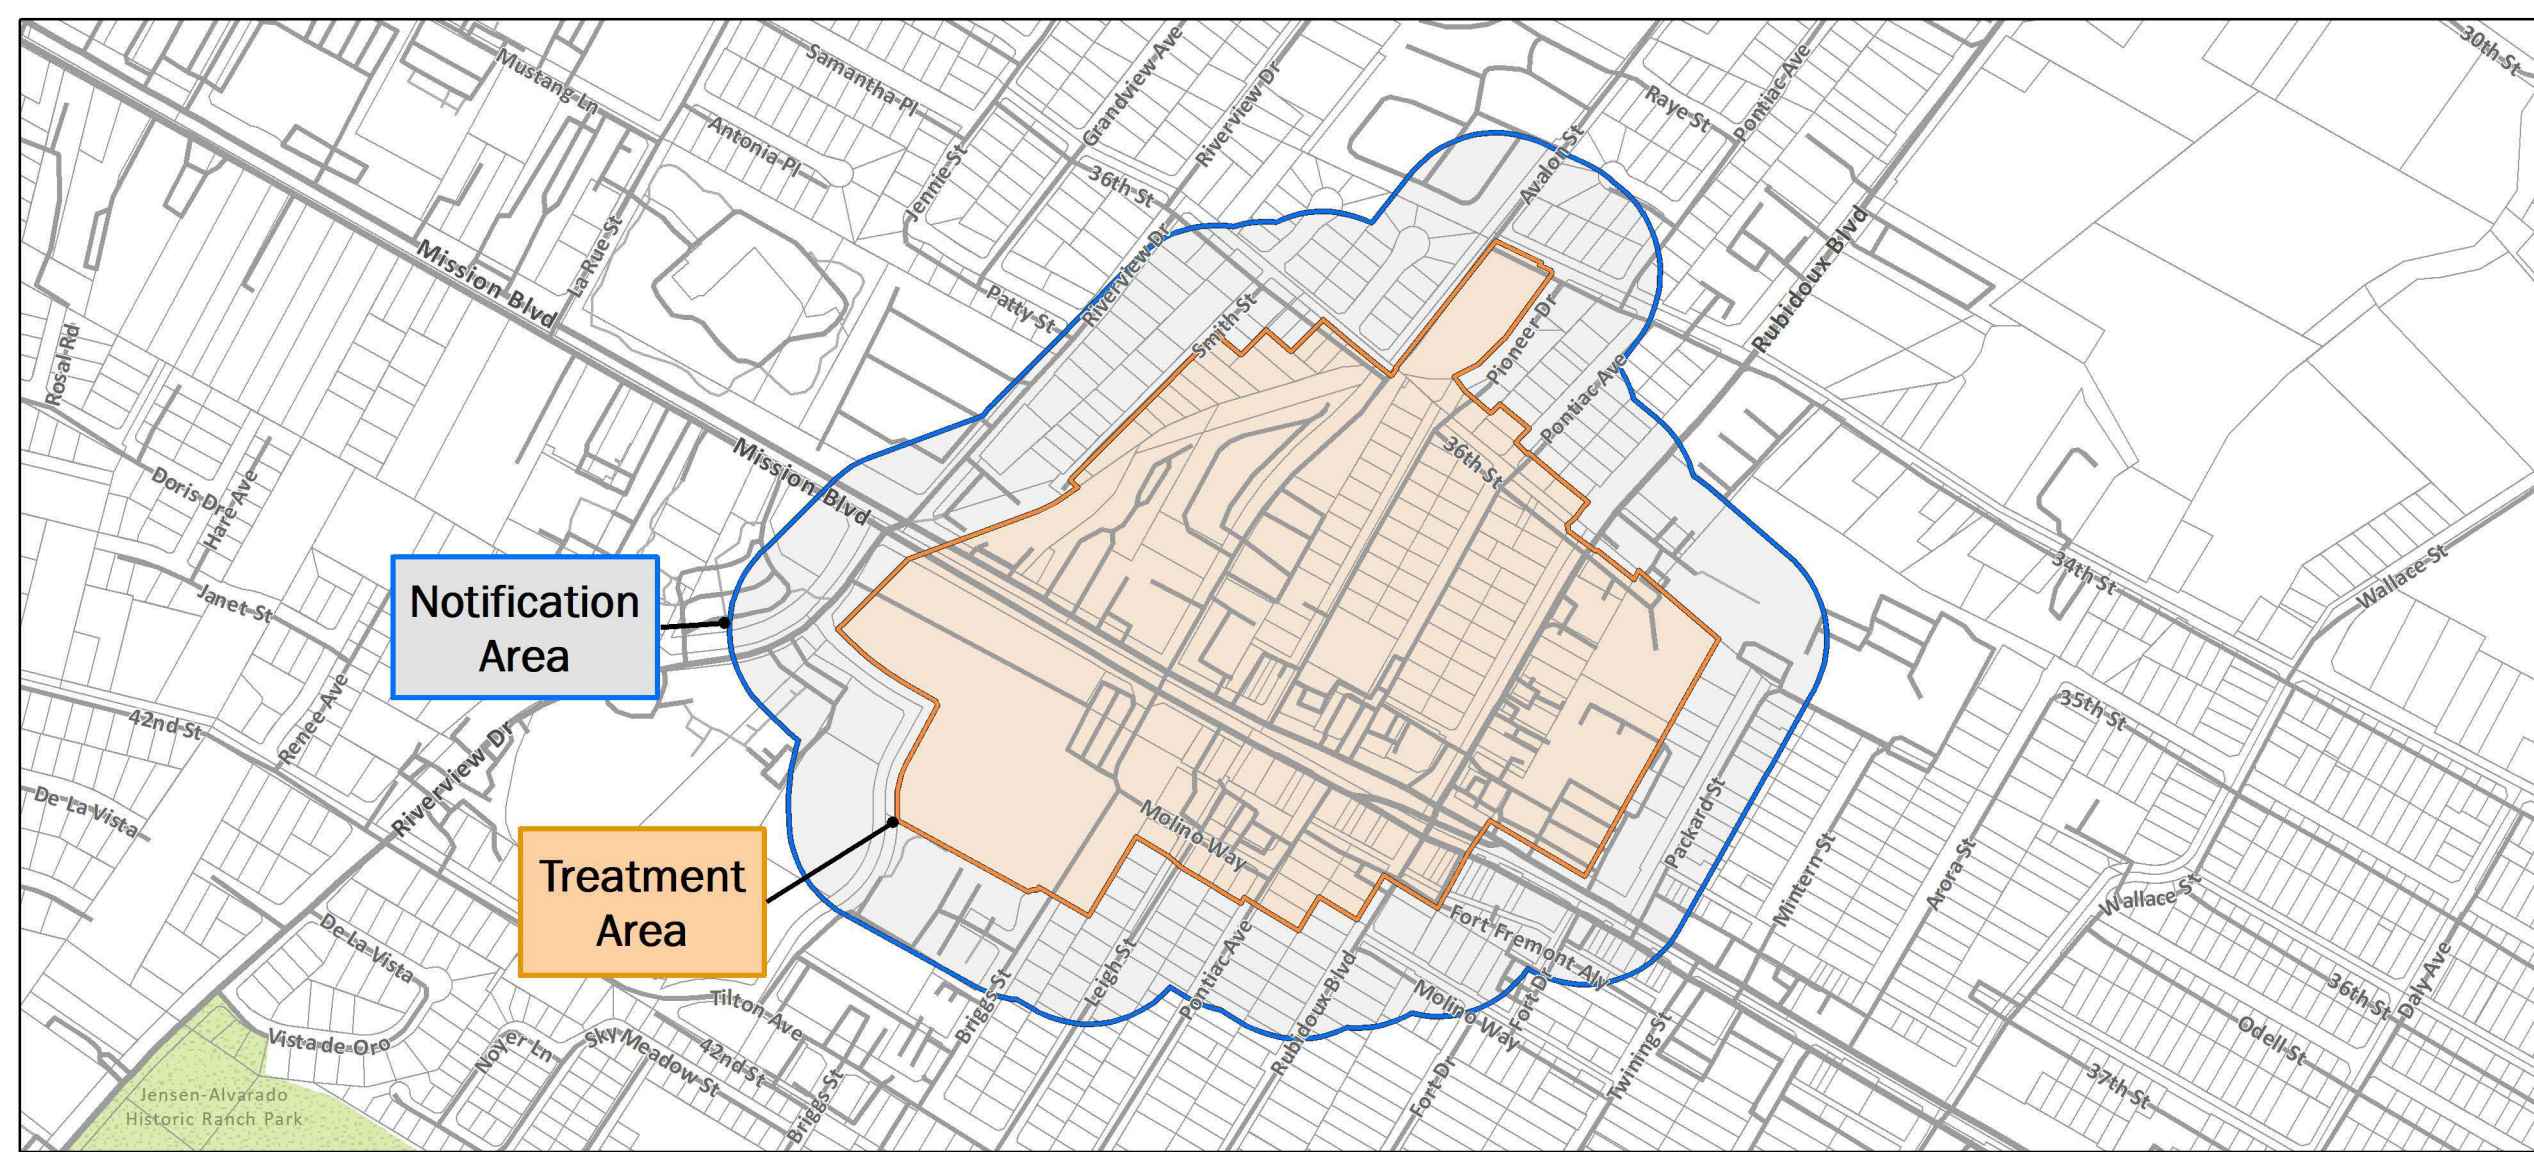 30th St
Mustang Ln
Samantha Pl
Grandview Ave
Riverview Dr
Raye St
Pontiac Ave
Antonia Pl
Jennie St
36th St
Avalon St
La Rue St
Mission Blvd
Patty St
Riverview Dr
Smith St
Pioneer Dr
Rubidoux Blvd
Rosal Rd
Pontiac Ave
Doris Dr
Hare Ave
Mission Blvd
36th St
34th St
Wallace St
Notification
Area
Janet St
42nd St
Renee Ave
Riverview Dr
35th St
De La Vista
Treatment
Area
Molino Way
Packard St
Mintern St
Arora St
Wallace St
De La Vista
Fort Fremont Aly
Leigh St
Pontiac Ave
Rubidoux Blvd
Briggs St
Molino Way
Fort Dr
36th St
Daly Ave
Tilton Ave
Vista de Oro
Noyer Ln
Sky Meadow St
42nd St
Briggs St
Fort Dr
Twining St
Odell St
37th St
Jensen-Alvarado
Historic Ranch Park